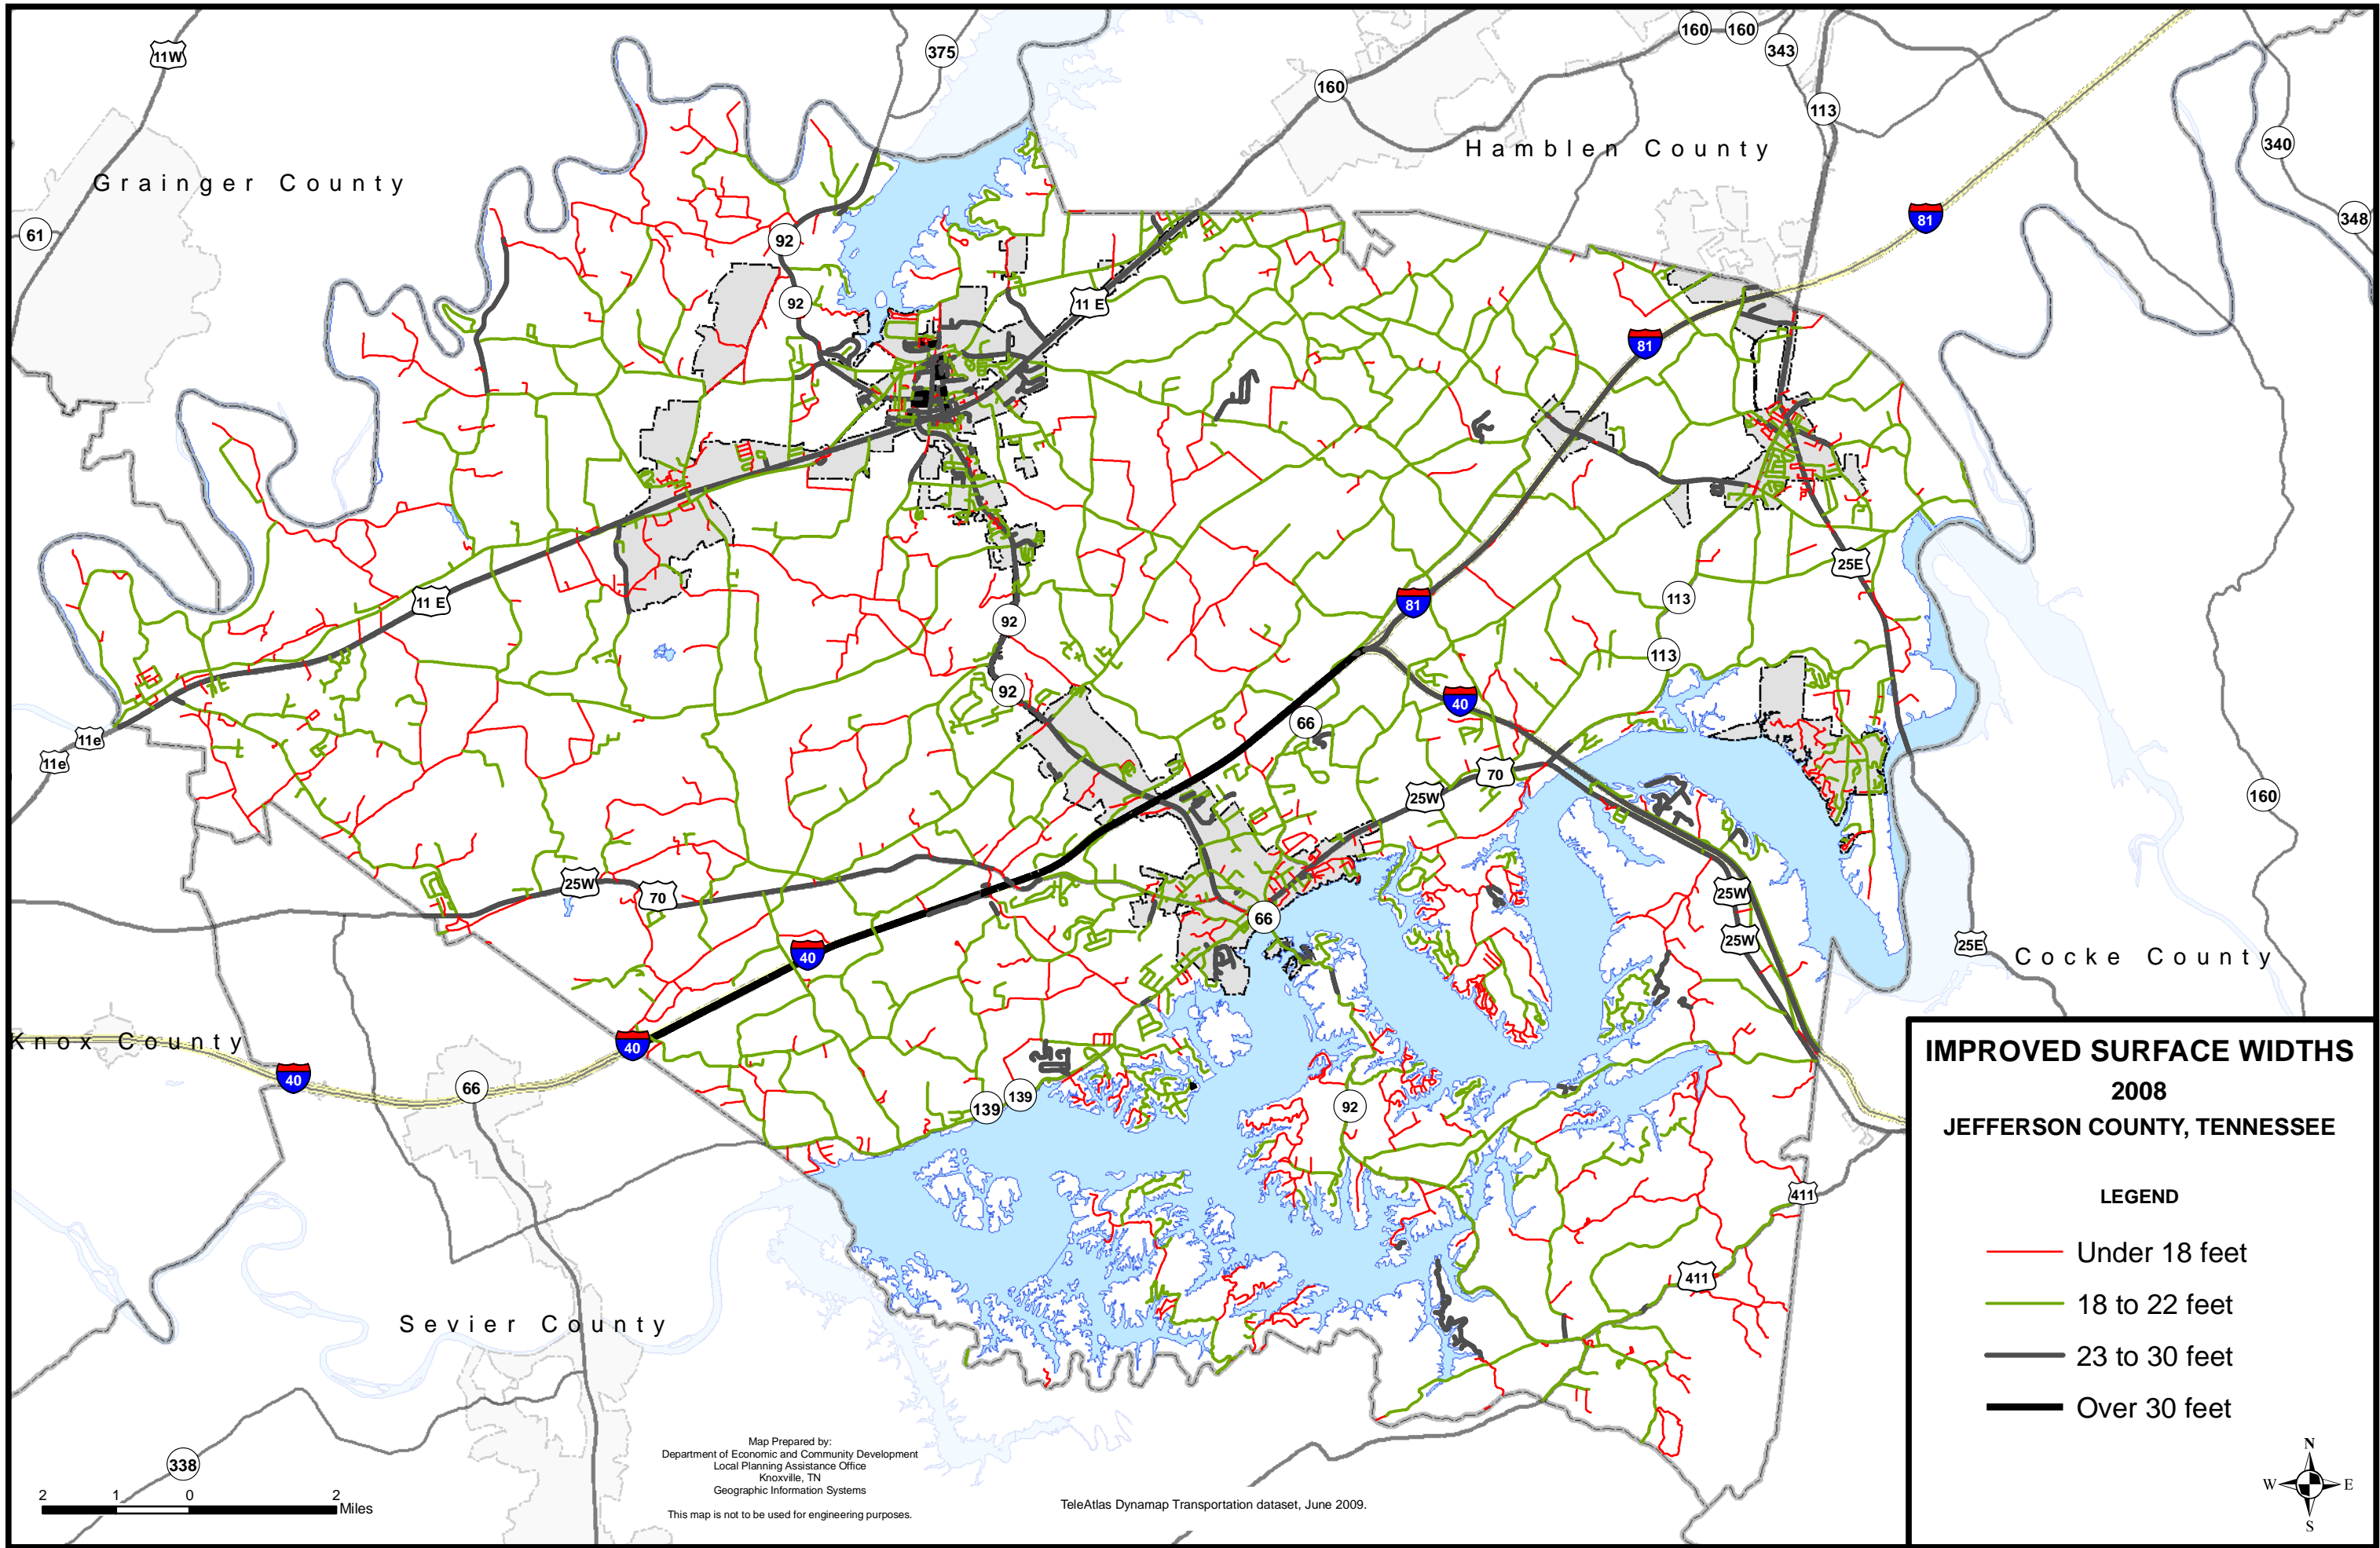 11W
375
160
160
160
343
113
340
348
61
Grainger County
Hamblen County
81
92
92
11 E
81
11 E
92
92
81
113
113
25E
40
66
70
25W
11e
11e
25W
70
66
40
25W
25W
25E
160
Cocke County
Knox County
40
40
66
139
139
92
411
411
Sevier County
338
IMPROVED SURFACE WIDTHS
2008
JEFFERSON COUNTY, TENNESSEE
LEGEND
Under 18 feet
18 to 22 feet
23 to 30 feet
Over 30 feet
N
W E
S
2 1 0 2
Miles
Map Prepared by:
Department of Economic and Community Development
Local Planning Assistance Office
Knoxville, TN
Geographic Information Systems
This map is not to be used for engineering purposes.
TeleAtlas Dynamap Transportation dataset, June 2009.